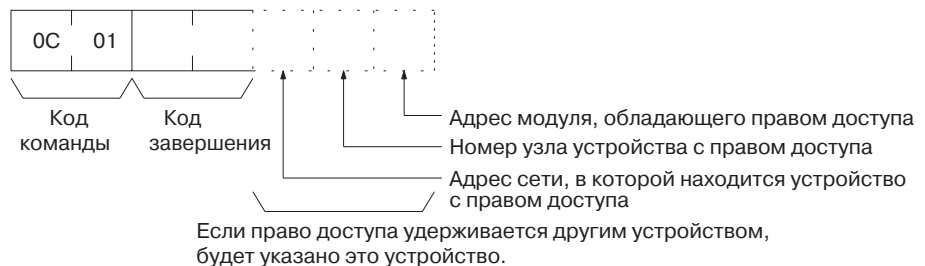 0C 01
Код команды
Код завершения
Адрес модуля, обладающего правом доступа
Номер узла устройства с правом доступа
Адрес сети, в которой находится устройство
с правом доступа
Если право доступа удерживается другим устройством,
будет указано это устройство.